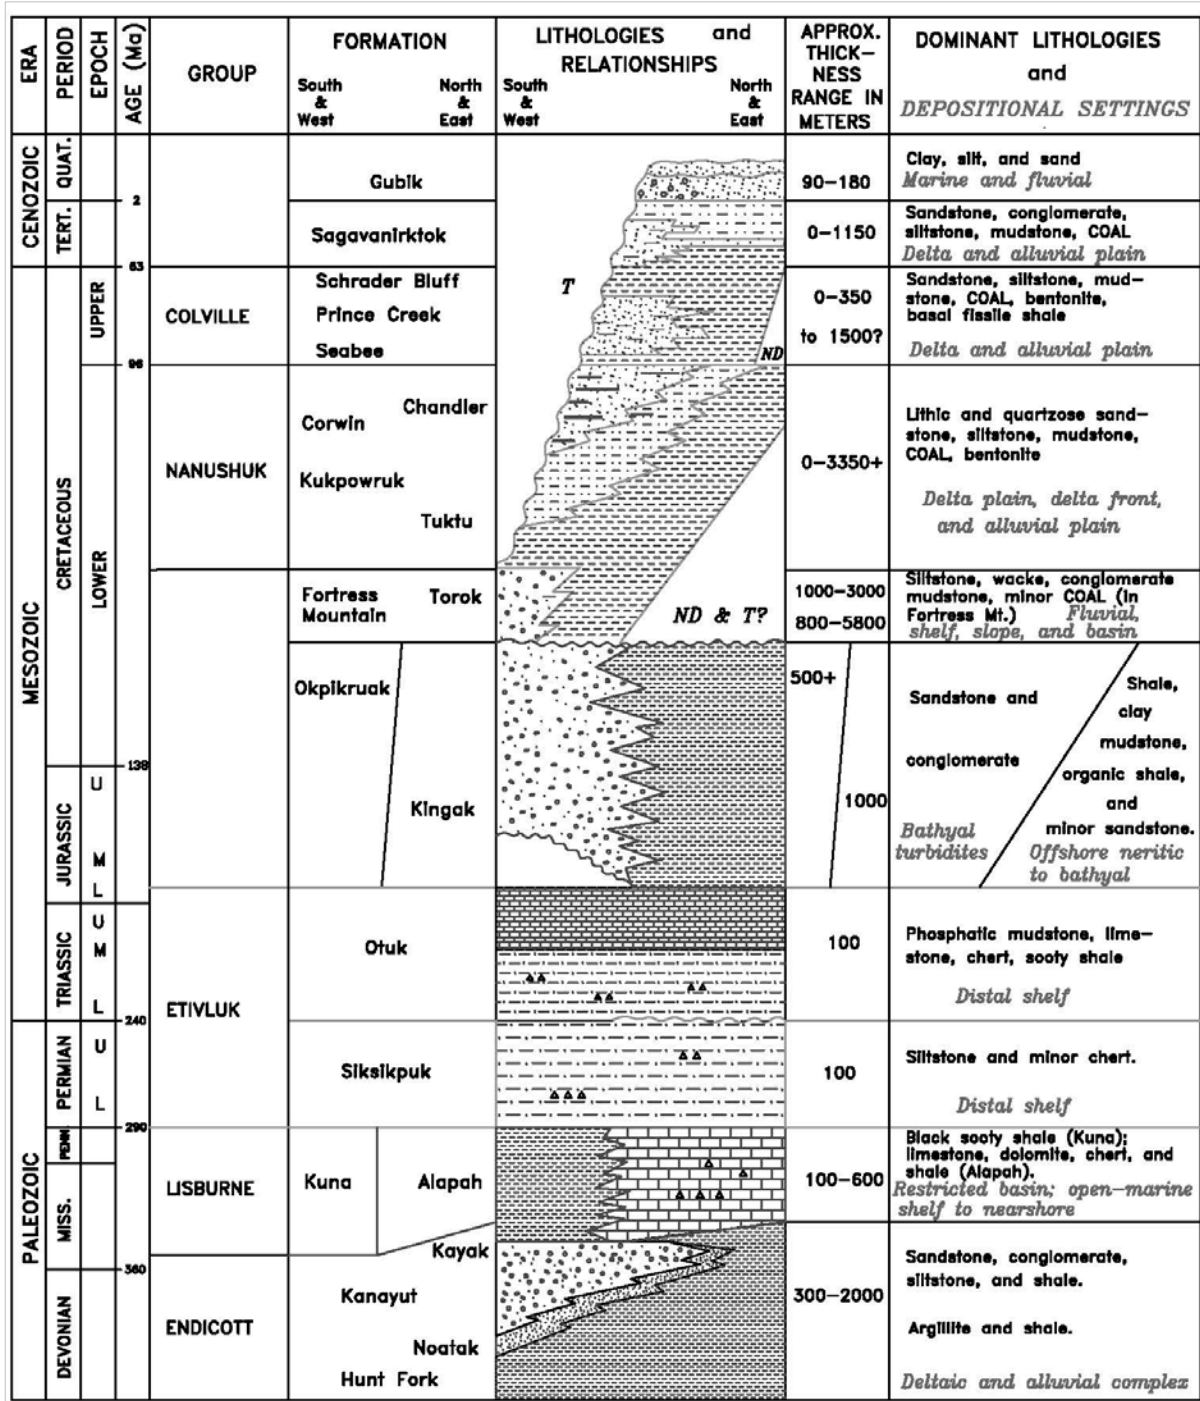 ERA
PERIOD
EPOCH
AGE (Ma)
GROUP
FORMATION
South
&
West
North
&
East
LITHOLOGIES and
RELATIONSHIPS
South
&
West
North
&
East
APPROX.
THICK-
NESS
RANGE IN
METERS
DOMINANT LITHOLOGIES
and
DEPOSITIONAL SETTINGS
CENOZOIC
QUAT.
2
Gubik
90-180
Clay, silt, and sand
Marine and fluvial
TERT.
63
Sagavanirktok
0-1150
Sandstone, conglomerate,
siltstone, mudstone, COAL
Delta and alluvial plain
MESOZOIC
CRETACEOUS
UPPER
96
COLVILLE
Schrader Bluff
Prince Creek
Seabee
T
ND
0-350
to 1500?
Sandstone, siltstone, mud-
stone, COAL, bentonite,
basal fissile shale
Delta and alluvial plain
LOWER
NANUSHUK
Chandler
Corwin
Kukpowruk
Tuktu
0-3350+
Lithic and quartzose sand-
stone, siltstone, mudstone,
COAL, bentonite
Delta plain, delta front,
and alluvial plain
Fortress
Mountain
Torok
ND & T?
1000-3000
800-5800
Siltstone, wacke, conglomerate
mudstone, minor COAL (in
Fortress Mt.) Fluvial,
shelf, slope, and basin
138
Okpikruak
Kingak
500+
1000
Sandstone and
conglomerate
Bathyal
turbidites
Shale,
clay
mudstone,
organic shale,
and
minor sandstone.
Offshore neritic
to bathyal
JURASSIC
U
M
L
TRIASSIC
U
M
L
240
ETIVLUK
Otuk
100
Phosphatic mudstone, lime-
stone, chert, sooty shale
Distal shelf
PALEOZOIC
PERMIAN
U
L
290
Siksikpuk
100
Siltstone and minor chert.
Distal shelf
PENN.
MISS.
360
LISBURNE
Kuna
Alapah
100-600
Black sooty shale (Kuna);
limestone, dolomite, chert, and
shale (Alapah).
Restricted basin; open-marine
shelf to nearshore
DEVONIAN
ENDICOTT
Kayak
Kanayut
Noatak
Hunt Fork
300-2000
Sandstone, conglomerate,
siltstone, and shale.
Argillite and shale.
Deltaic and alluvial complex